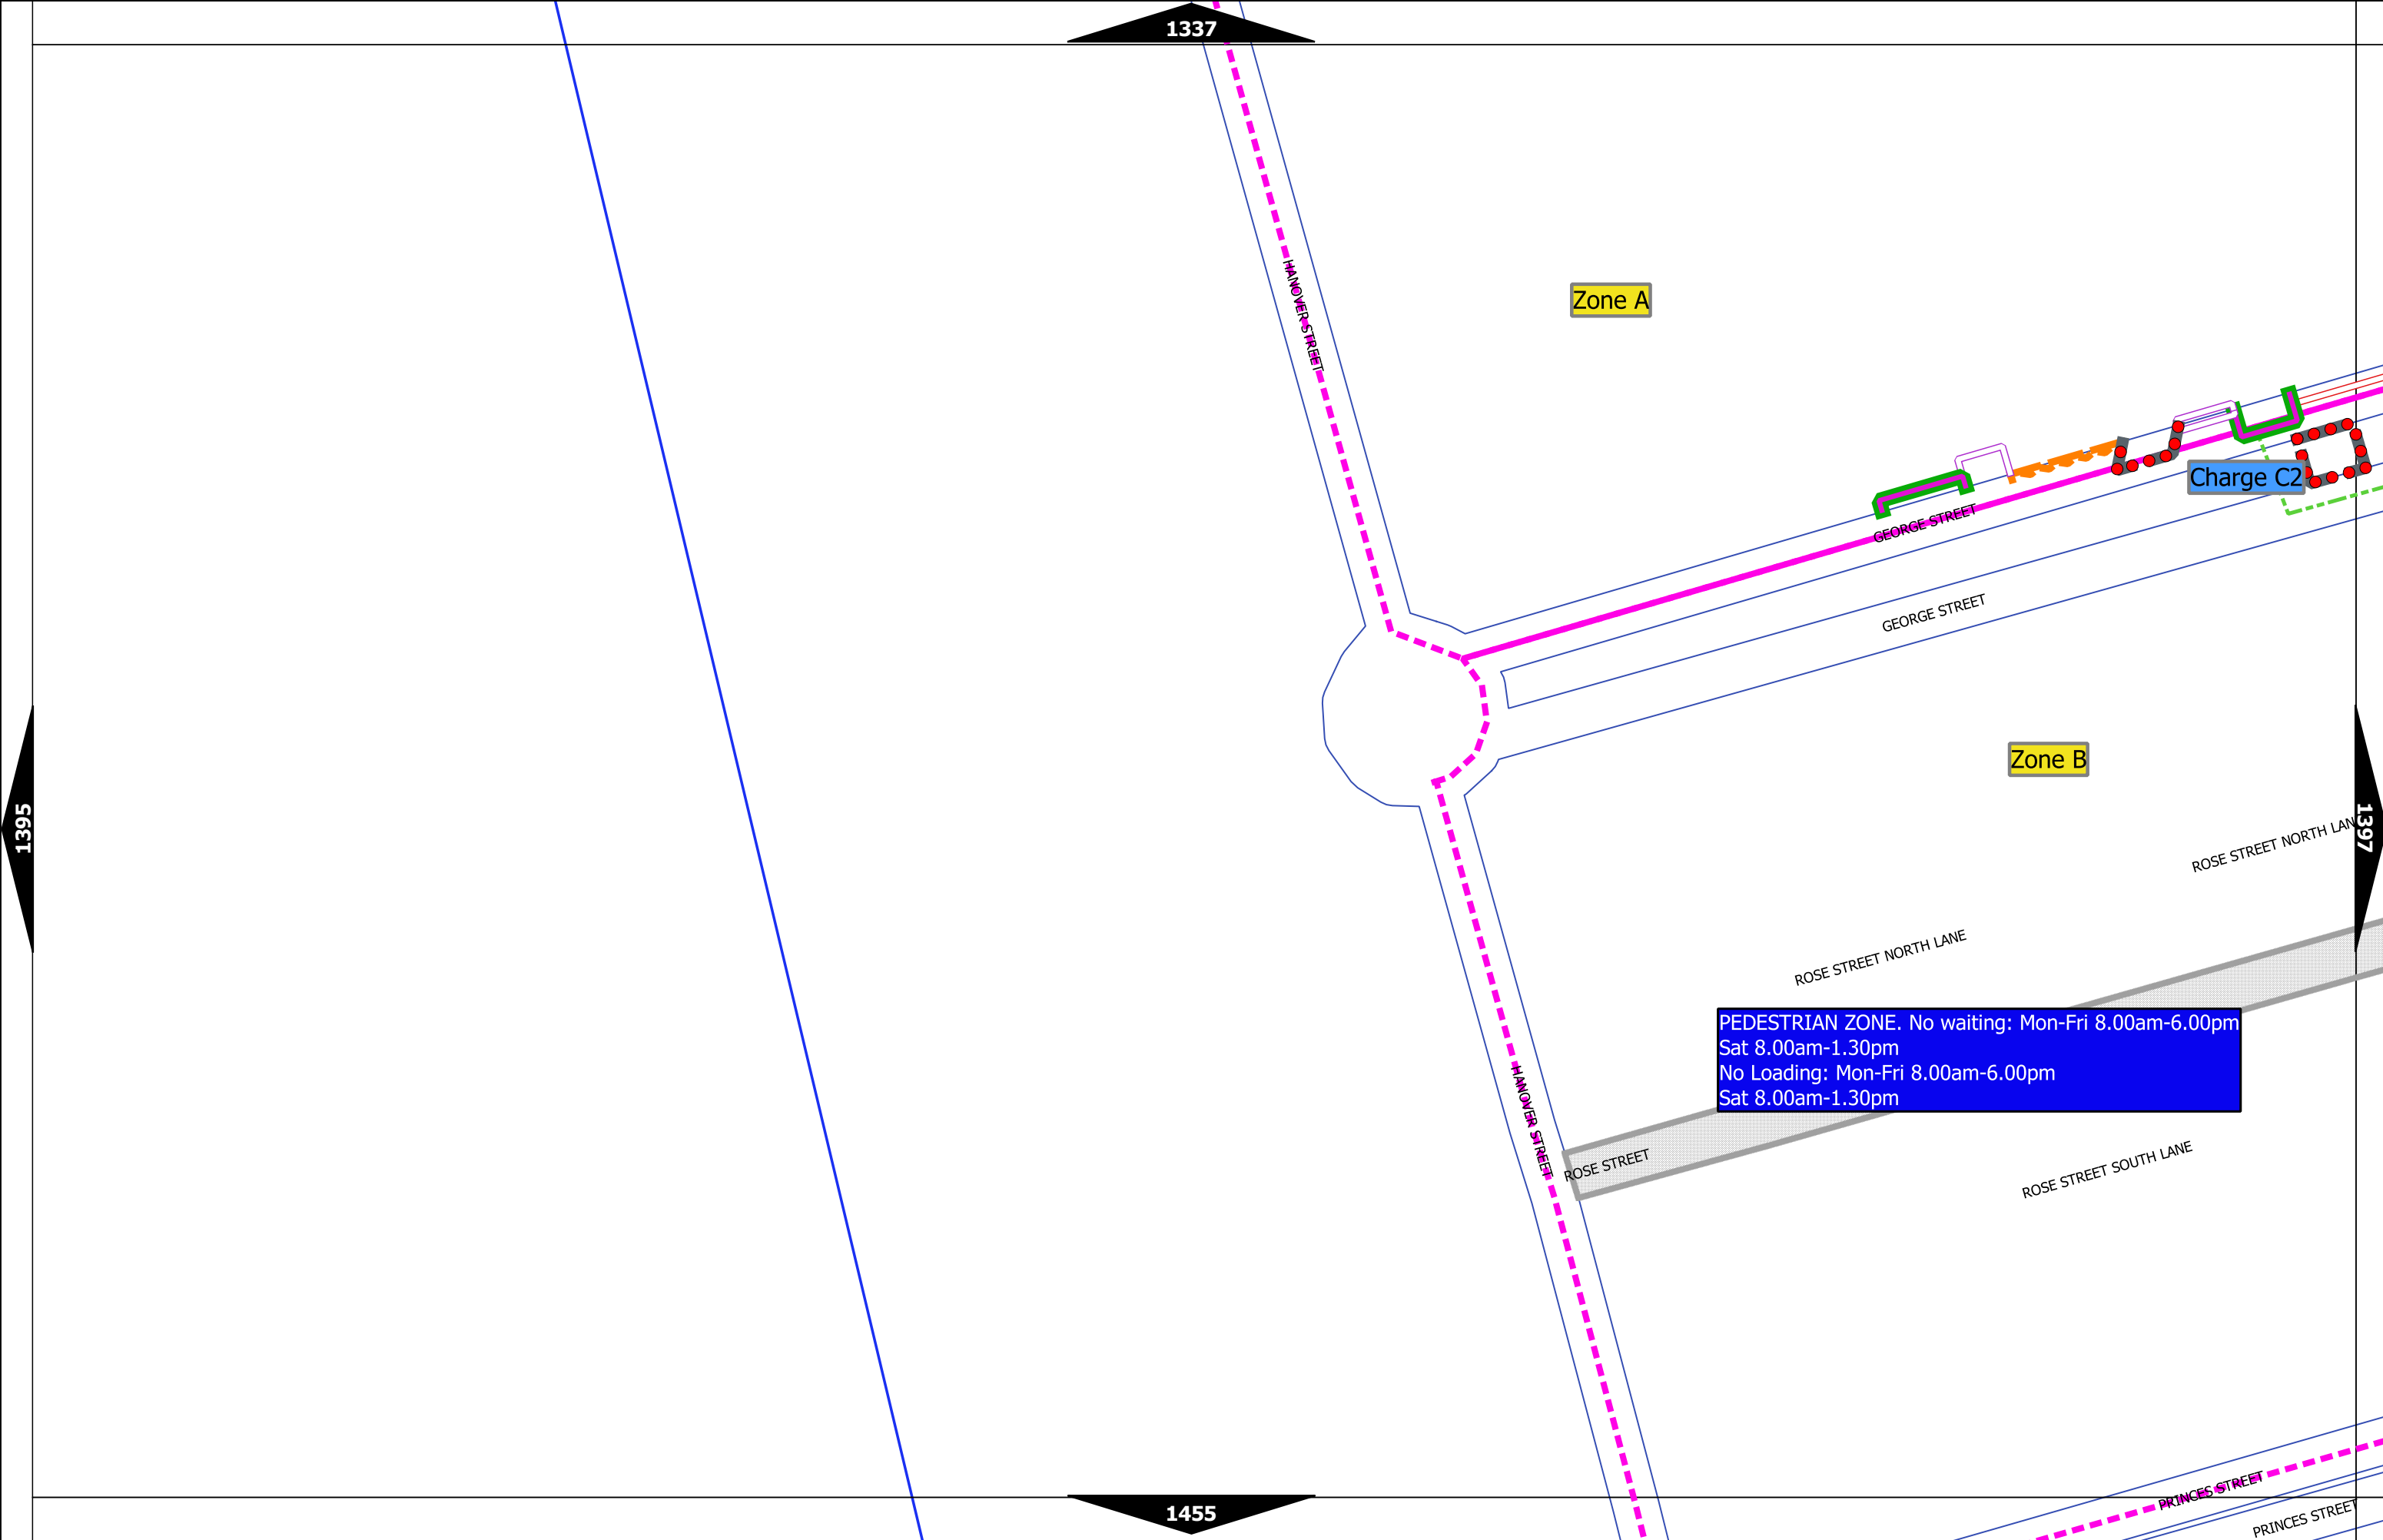 1337
HANOVER STREET
Zone A
Charge C2
GEORGE STREET
GEORGE STREET
Zone B
1395
1397
ROSE STREET NORTH LAN
ROSE STREET NORTH LANE
PEDESTRIAN ZONE. No waiting: Mon-Fri 8.00am-6.00pm
Sat 8.00am-1.30pm
No Loading: Mon-Fri 8.00am-6.00pm
Sat 8.00am-1.30pm
HANOVER STREET
ROSE STREET
ROSE STREET SOUTH LANE
PRINCES STREET
PRINCES STREET
1455